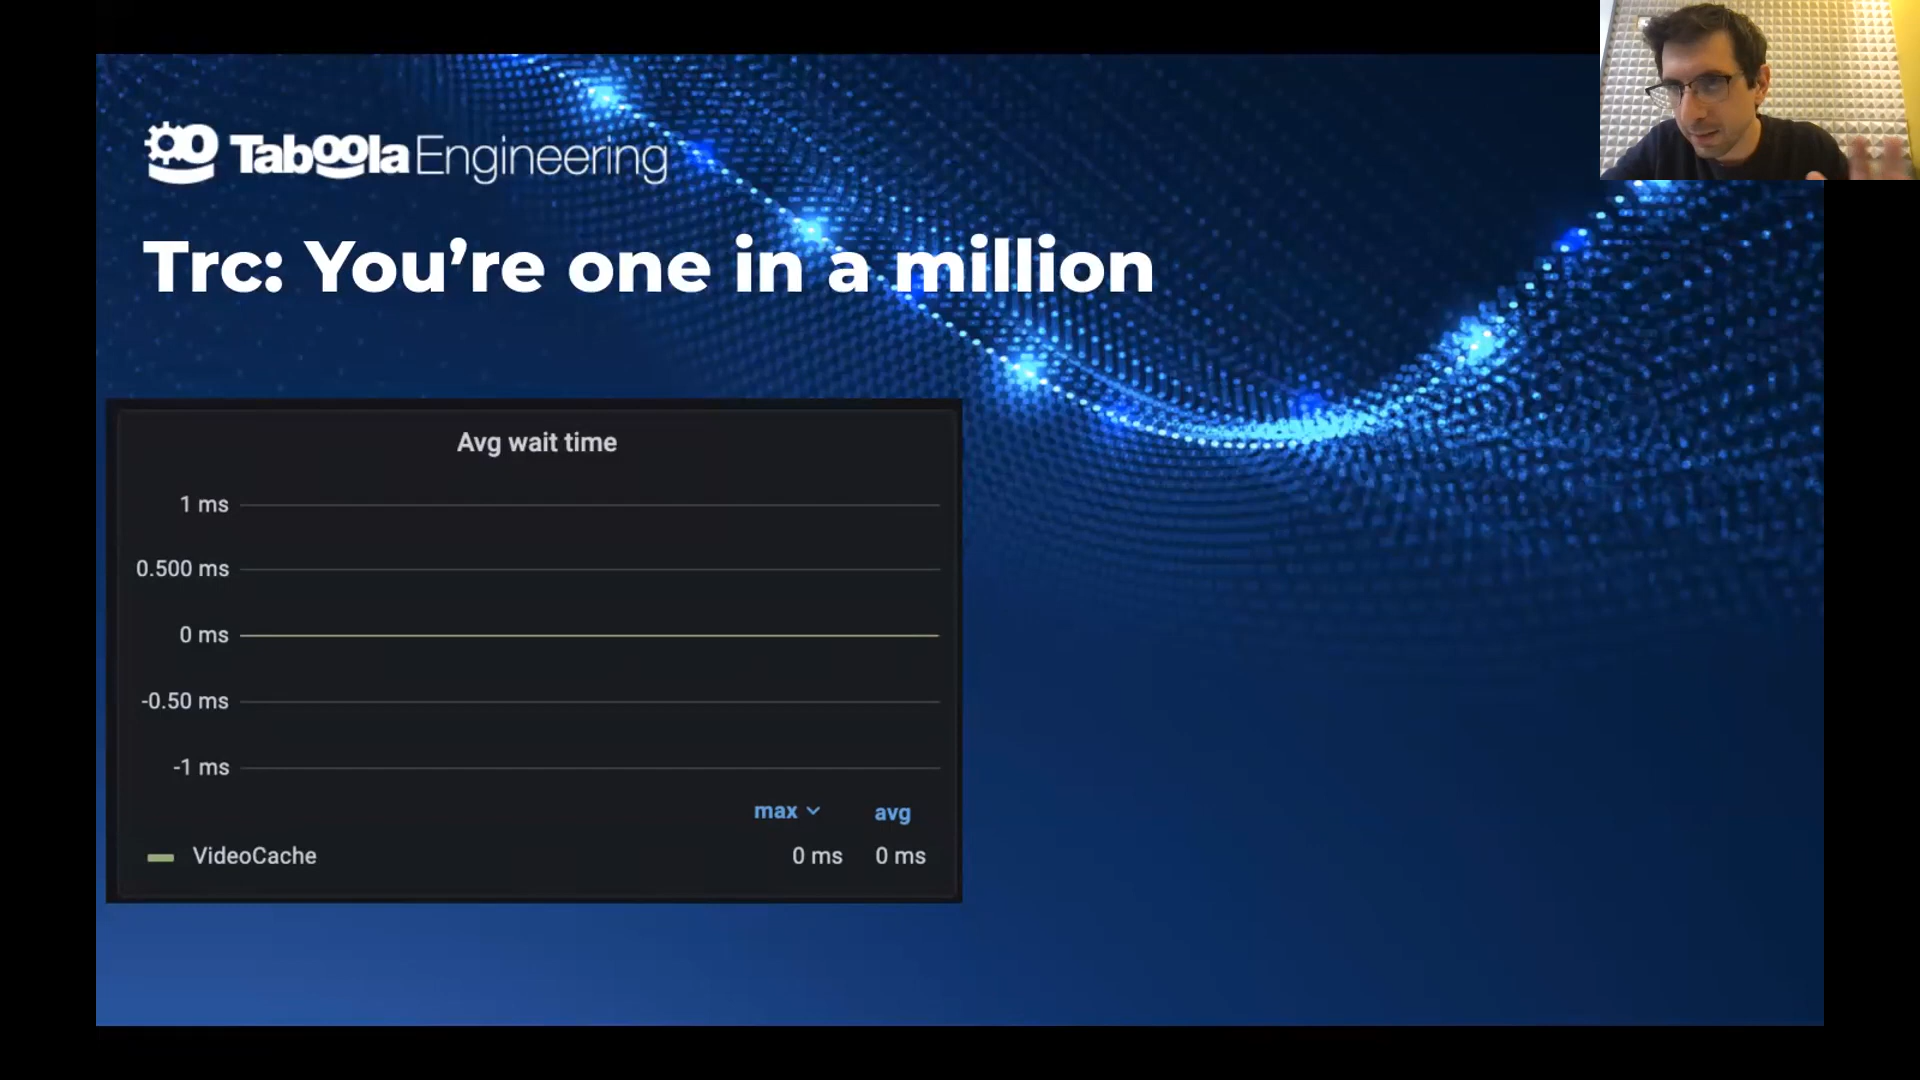 Taboola Engineering
Trc: You’re one in a million
Avg wait time
1 ms
0.500 ms
0 ms
-0.50 ms
-1 ms
max avg
VideoCache 0 ms 0 ms